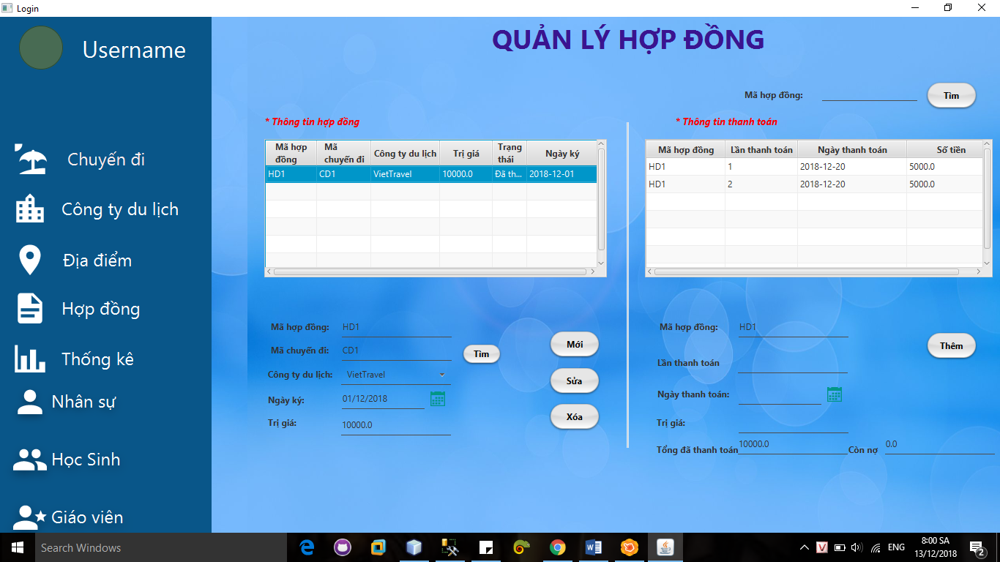 Login
Username
Chuyến đi
Công ty du lịch
Địa điểm
Hợp đồng
Thống kê
Nhân sự
Học Sinh
Giáo viên
QUẢN LÝ HỢP ĐỒNG
Mã hợp đồng:
Tìm
* Thông tin hợp đồng
Mã hợp đồng Mã chuyến đi Công ty du lịch Trị giá Trạng thái Ngày ký
HD1 CD1 VietTravel 10000.0 Đã th... 2018-12-01
* Thông tin thanh toán
Mã hợp đồng Lần thanh toán Ngày thanh toán Số tiền
HD1 1 2018-12-20 5000.0
HD1 2 2018-12-20 5000.0
Mã hợp đồng: HD1
Mã chuyến đi: CD1
Tìm
Công ty du lịch: VietTravel
Ngày ký: 01/12/2018
Trị giá: 10000.0
Mới
Sửa
Xóa
Mã hợp đồng: HD1
Thêm
Lần thanh toán
Ngày thanh toán:
Trị giá:
Tổng đã thanh toán 10000.0 Còn nợ 0.0
Search Windows
V
ENG
8:00 SA
13/12/2018
2